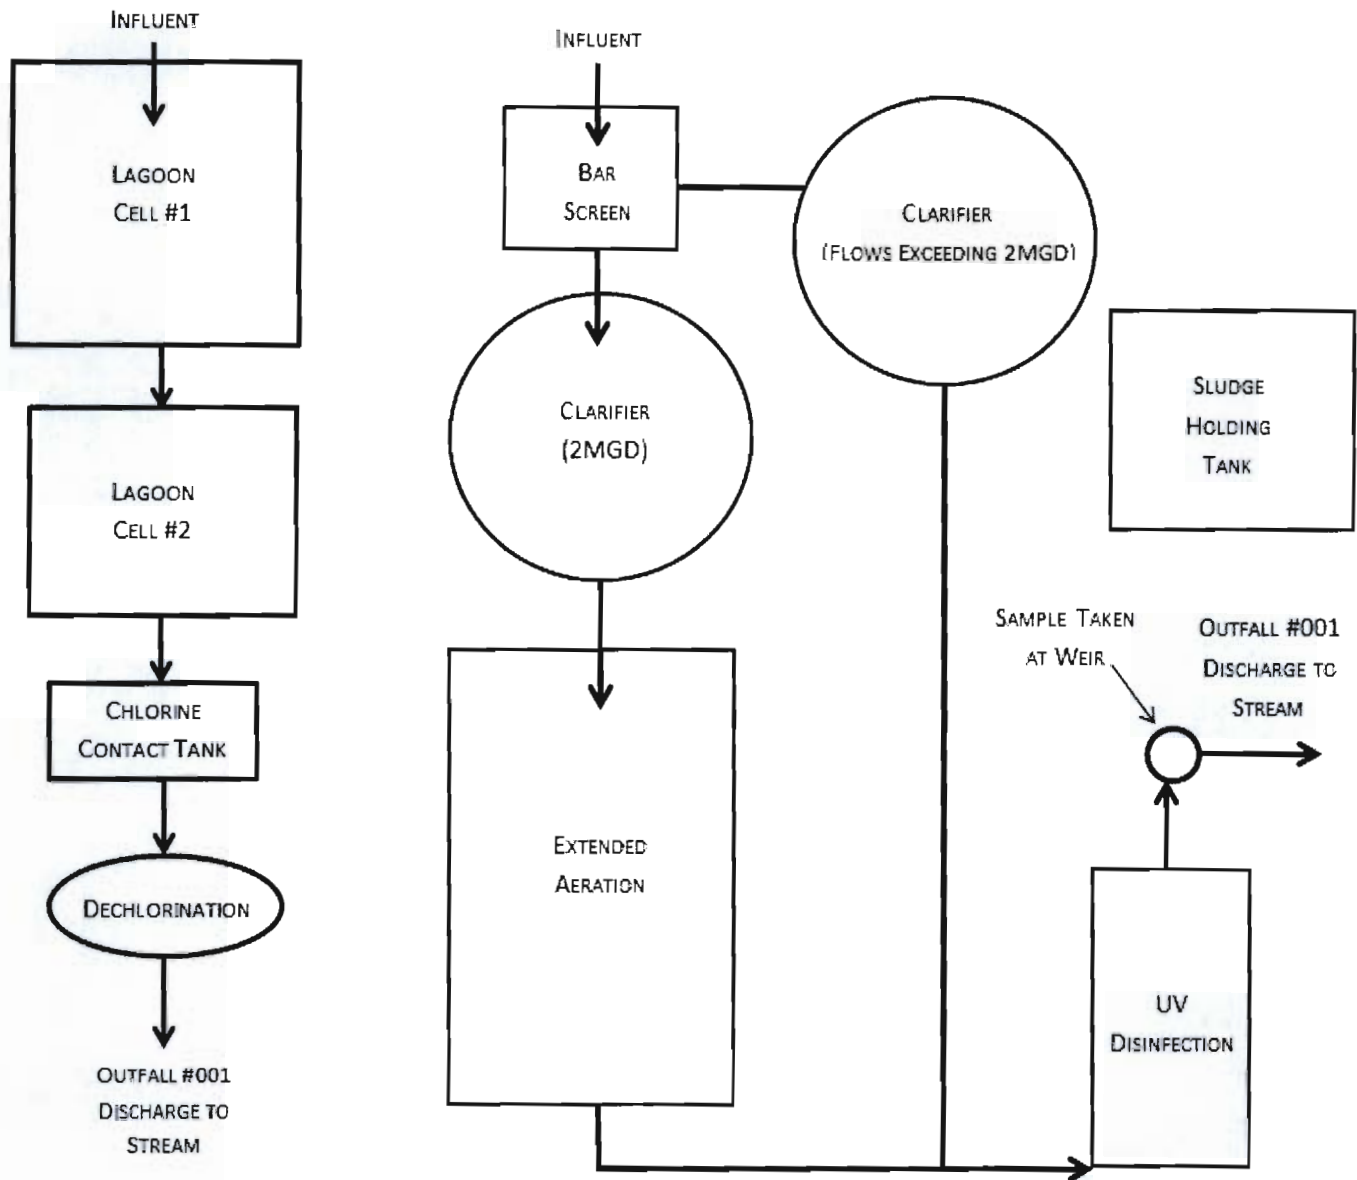 INFLUENT
LAGOON
CELL #1
LAGOON
CELL #2
CHLORINE
CONTACT TANK
DECHLORINATION
OUTFALL #001
DISCHARGE TO
STREAM
INFLUENT
BAR
SCREEN
CLARIFIER
(FLOWS EXCEEDING 2MGD)
CLARIFIER
(2MGD)
EXTENDED
AERATION
SLUDGE
HOLDING
TANK
SAMPLE TAKEN
AT WEIR
OUTFALL #001
DISCHARGE TO
STREAM
UV
DISINFECTION